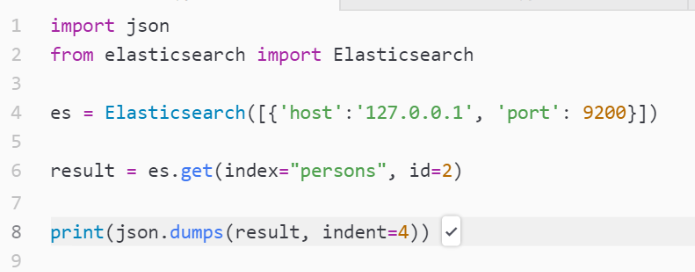 1 import json
2 from elasticsearch import Elasticsearch
3
4 es = Elasticsearch([{'host':'127.0.0.1', 'port': 9200}])
5
6 result = es.get(index="persons", id=2)
7
8 print(json.dumps(result, indent=4))
9